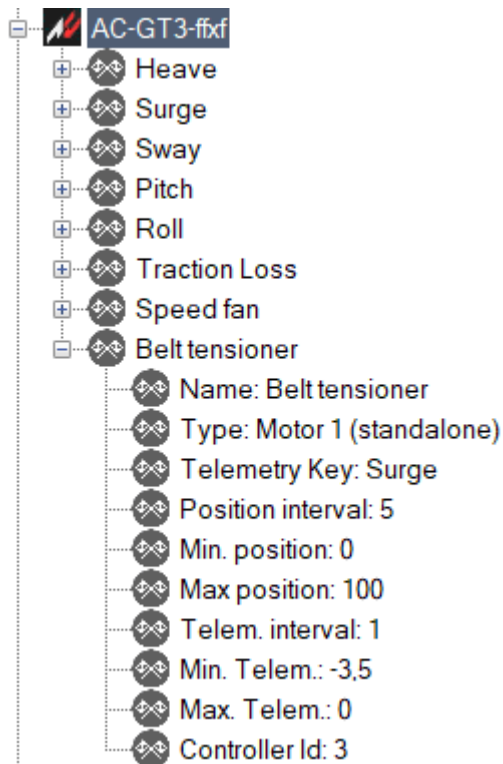 AC-GT3-ffxf
Heave
Surge
Sway
Pitch
Roll
Traction Loss
Speed fan
Belt tensioner
Name: Belt tensioner
Type: Motor 1 (standalone)
Telemetry Key: Surge
Position interval: 5
Min. position: 0
Max position: 100
Telem. interval: 1
Min. Telem.: -3,5
Max. Telem.: 0
Controller Id: 3